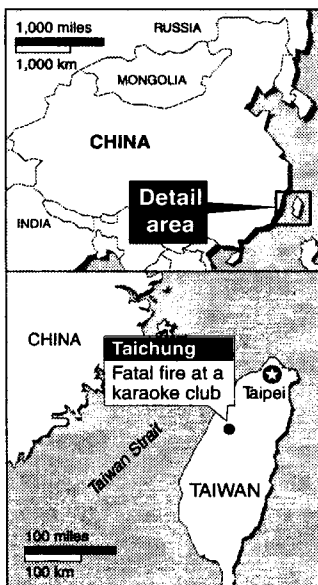 1,000 miles
1,000 km
RUSSIA
MONGOLIA
CHINA
INDIA
Detail
area
CHINA
Taichung
Fatal fire at a
karaoke club
Taipei
Taiwan Strait
TAIWAN
100 miles
100 km